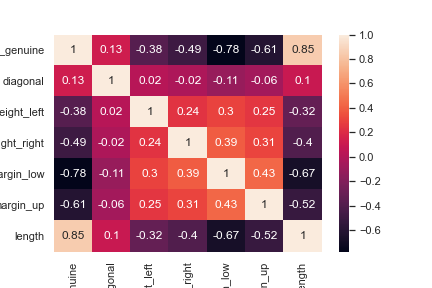 _genuine 1 0.13 -0.38 -0.49 -0.78 -0.61 0.85
diagonal 0.13 1 0.02 -0.02 -0.11 -0.06 0.1
eight_left -0.38 0.02 1 0.24 0.3 0.25 -0.32
ght_right -0.49 -0.02 0.24 1 0.39 0.31 -0.4
argin_low -0.78 -0.11 0.3 0.39 1 0.43 -0.67
argin_up -0.61 -0.06 0.25 0.31 0.43 1 -0.52
length 0.85 0.1 -0.32 -0.4 -0.67 -0.52 1
uine
gonal
t_left
_right
_low
n_up
ength
1.0
0.8
0.6
0.4
0.2
0.0
−0.2
−0.4
−0.6